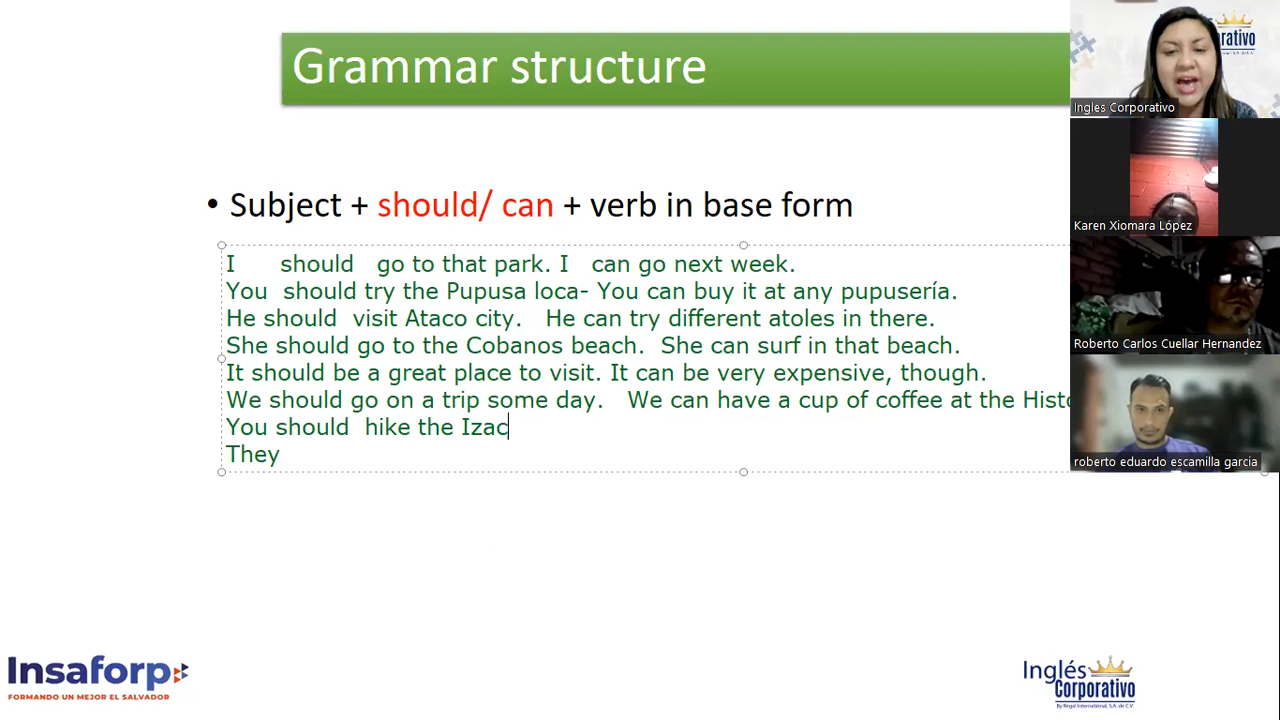 Grammar structure
• Subject + should/ can + verb in base form
I should go to that park. I can go next week.
You should try the Pupusa loca- You can buy it at any pupusería.
He should visit Ataco city. He can try different atoles in there.
She should go to the Cobanos beach. She can surf in that beach.
It should be a great place to visit. It can be very expensive, though.
We should go on a trip some day. We can have a cup of coffee at the Histo
You should hike the Izac
They
Ingles Corporativo
Karen Xiomara López
Roberto Carlos Cuellar Hernandez
roberto eduardo escamilla garcia
Insaforp
FORMANDO UN MEJOR EL SALVADOR
Inglés
Corporativo
By Regal International, S.A. de C.V.